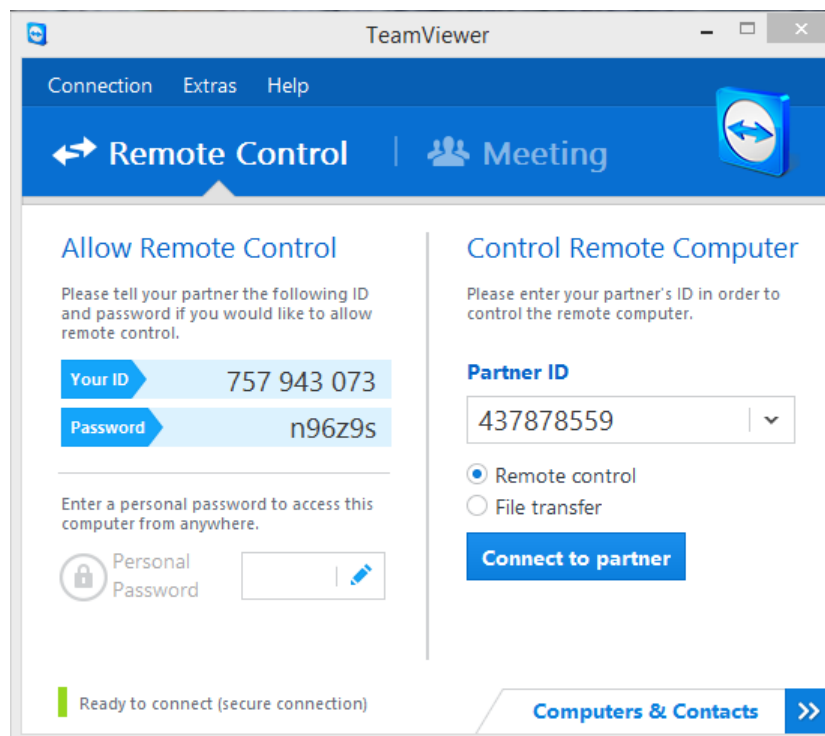 TeamViewer
Connection Extras Help
Remote Control Meeting
Allow Remote Control
Please tell your partner the following ID
and password if you would like to allow
remote control.
Your ID 757 943 073
Password n96z9s
Enter a personal password to access this
computer from anywhere.
Personal
Password
Control Remote Computer
Please enter your partner's ID in order to
control the remote computer.
Partner ID
437878559
Remote control
File transfer
Connect to partner
Ready to connect (secure connection)
Computers & Contacts